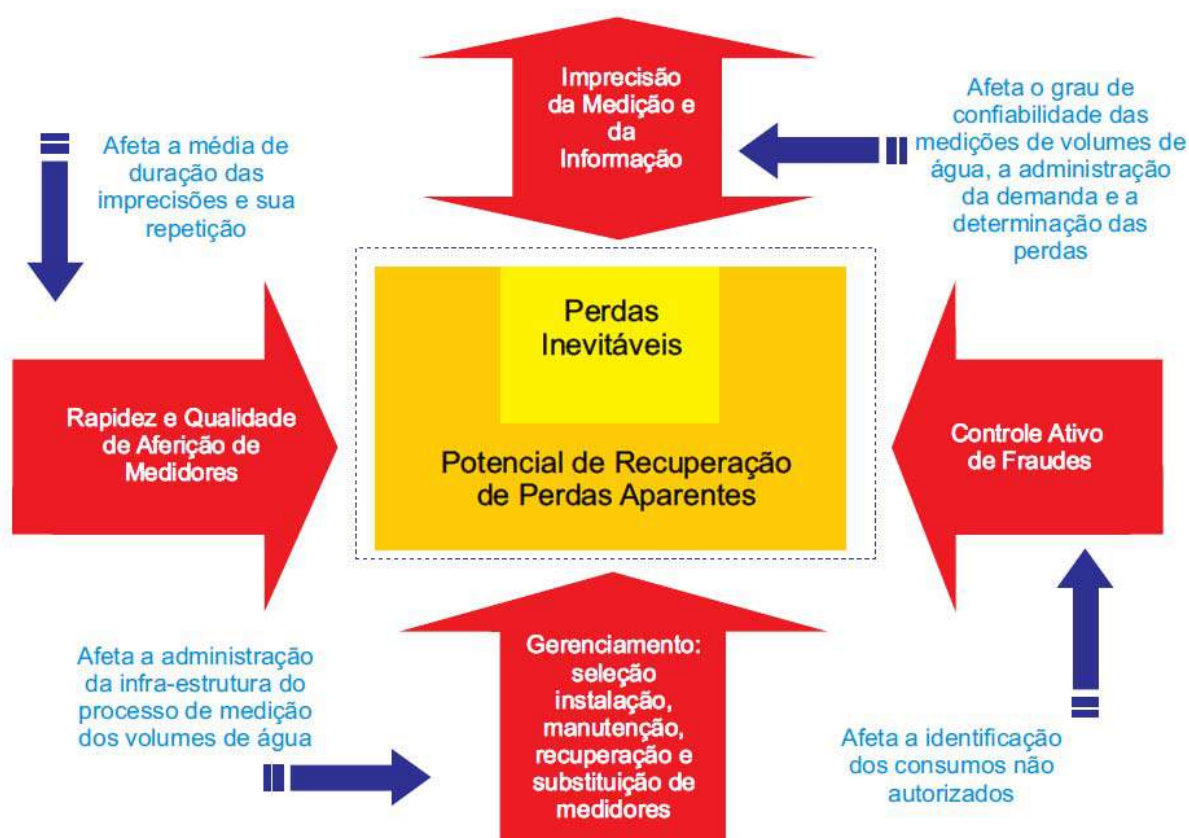 Imprecisão
da Medição e
da
Informação
Afeta o grau de
confiabilidade das
medições de volumes de
água, a administração
da demanda e a
determinação das
perdas
Afeta a média de
duração das
imprecisões e sua
repetição
Perdas
Inevitáveis
Potencial de Recuperação
de Perdas Aparentes
Rapidez e Qualidade
de Aferição de
Medidores
Controle Ativo
de Fraudes
Afeta a administração
da infra-estrutura do
processo de medição
dos volumes de água
Gerenciamento:
seleção
instalação,
manutenção,
recuperação e
substituição de
medidores
Afeta a identificação
dos consumos não
autorizados